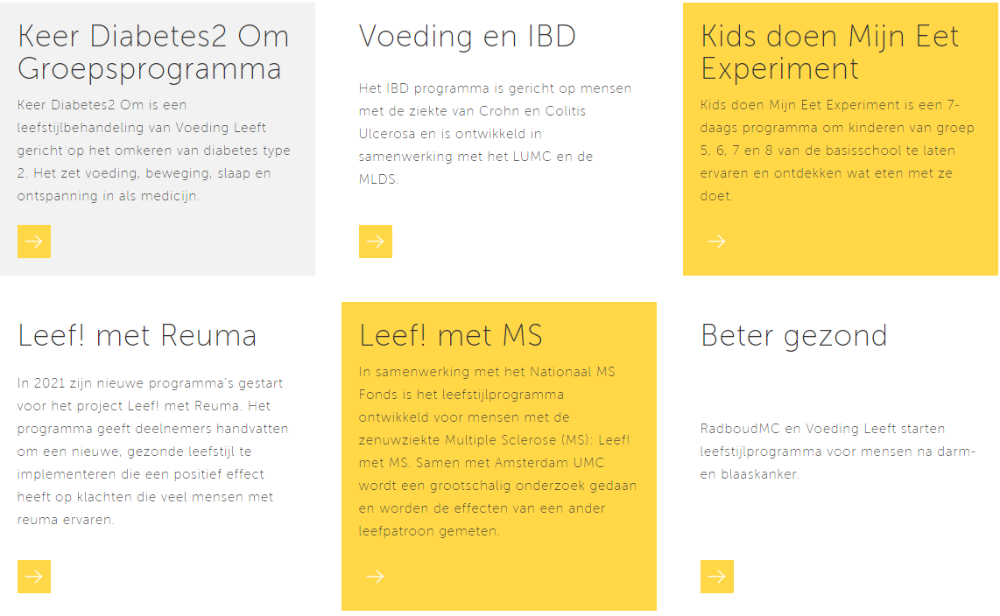 Keer Diabetes2 Om
Groepsprogramma
Keer Diabetes2 Om is een
leefstijlbehandeling van Voeding Leeft
gericht op het omkeren van diabetes type
2. Het zet voeding, beweging, slaap en
ontspanning in als medicijn.
Voeding en IBD
Het IBD programma is gericht op mensen
met de ziekte van Crohn en Colitis
Ulcerosa en is ontwikkeld in
samenwerking met het LUMC en de
MLDS.
Kids doen Mijn Eet
Experiment
Kids doen Mijn Eet Experiment is een 7-
daags programma om kinderen van groep
5, 6, 7 en 8 van de basisschool te laten
ervaren en ontdekken wat eten met ze
doet.
Leef! met Reuma
In 2021 zijn nieuwe programma's gestart
voor het project Leef! met Reuma. Het
programma geeft deelnemers handvatten
om een nieuwe, gezonde leefstijl te
implementeren die een positief effect
heeft op klachten die veel mensen met
reuma ervaren.
Leef! met MS
In samenwerking met het Nationaal MS
Fonds is het leefstijlprogramma
ontwikkeld voor mensen met de
zenuwziekte Multiple Sclerose (MS): Leef!
met MS. Samen met Amsterdam UMC
wordt een grootschalig onderzoek gedaan
en worden de effecten van een ander
leefpatroon gemeten.
Beter gezond
RadboudMC en Voeding Leeft starten
leefstijlprogramma voor mensen na darm-
en blaaskanker.